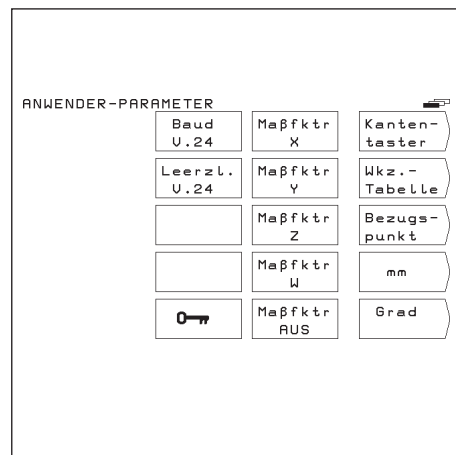 ANWENDER-PARAMETER
Baud
V.24
Maßfktr
X
Kanten-
taster
Leerzl.
V.24
Maßfktr
Y
Wkz.-
Tabelle
Maßfktr
Z
Bezugs-
punkt
Maßfktr
W
mm
Maßfktr
AUS
Grad